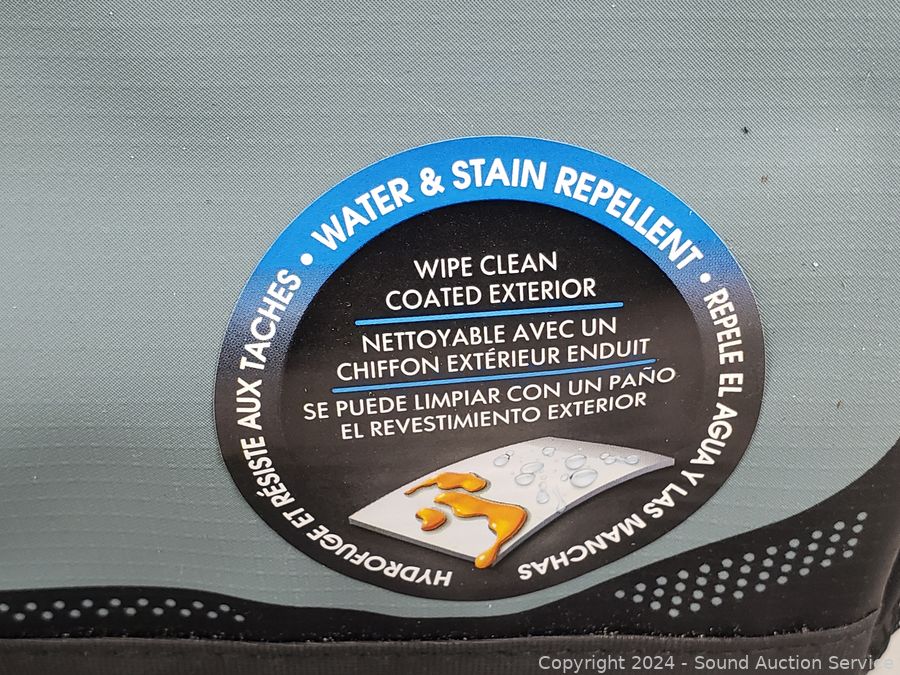 WATER & STAIN REPELLENT •
REPELE EL AGUA Y LAS MANCHAS
HYDROFUGE ET RÉSISTE AUX TACHES •
WIPE CLEAN
COATED EXTERIOR
NETTOYABLE AVEC UN
CHIFFON EXTÉRIEUR ENDUIT
SE PUEDE LIMPIAR CON UN PAÑO
EL REVESTIMIENTO EXTERIOR
Copyright 2024 - Sound Auction Service